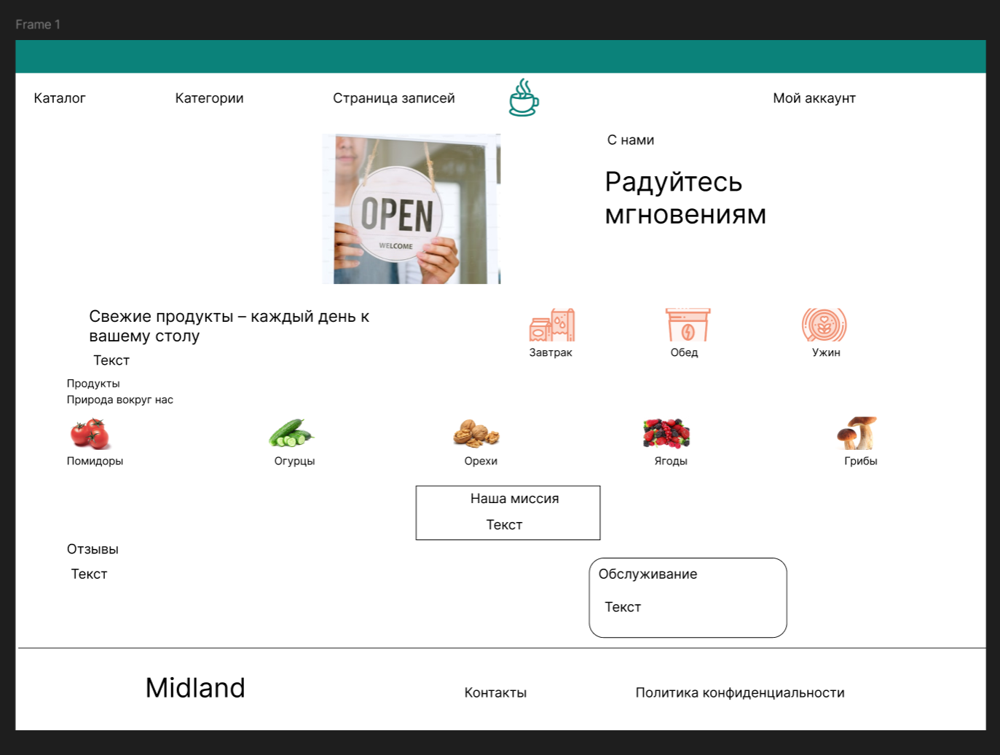 Frame 1
Каталог
Категории
Страница записей
Мой аккаунт
С нами
Радуйтесь
мгновениям
OPEN
WELCOME
Свежие продукты – каждый день к
вашему столу
Текст
Завтрак
Обед
Ужин
Продукты
Природа вокруг нас
Помидоры
Огурцы
Орехи
Ягоды
Грибы
Наша миссия
Текст
Отзывы
Текст
Обслуживание
Текст
Midland
Контакты
Политика конфиденциальности